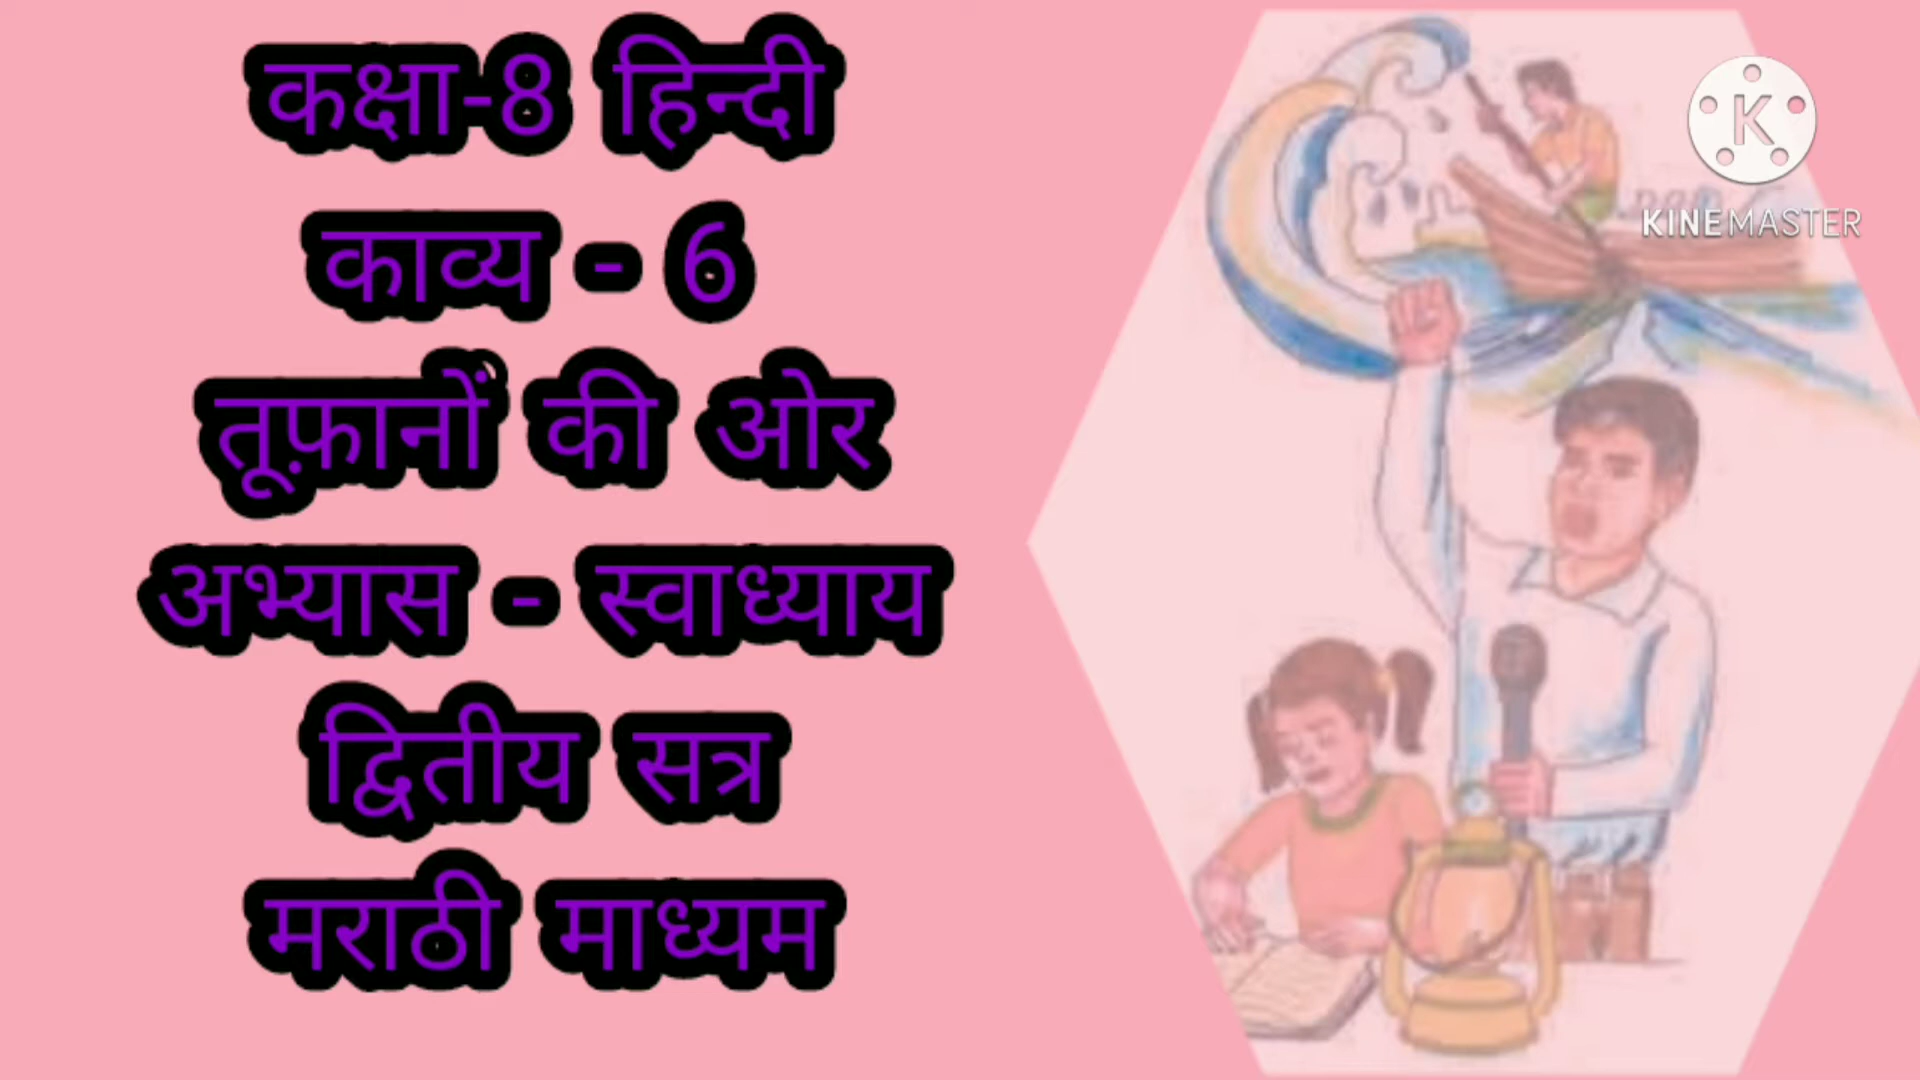 कक्षा-8 हिन्दी
काव्य - 6
तूफ़ानों की ओर
अभ्यास - स्वाध्याय
द्वितीय सत्र
मराठी माध्यम
K
KINEMASTER